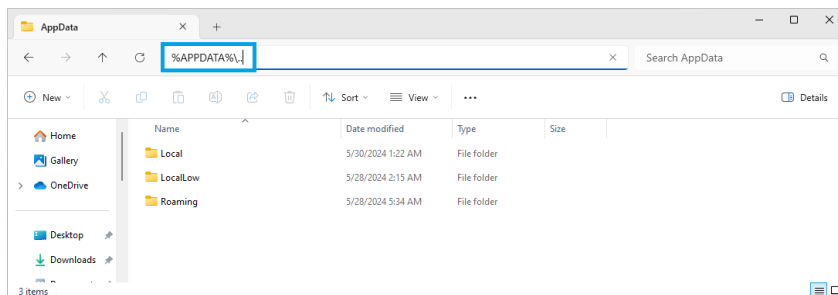 AppData
%APPDATA%\..
Search AppData
New
Sort
View
Details
Name Date modified Type Size
Home
Gallery
OneDrive
Desktop
Downloads
Local 5/30/2024 1:22 AM File folder
LocalLow 5/28/2024 2:15 AM File folder
Roaming 5/28/2024 5:34 AM File folder
3 items